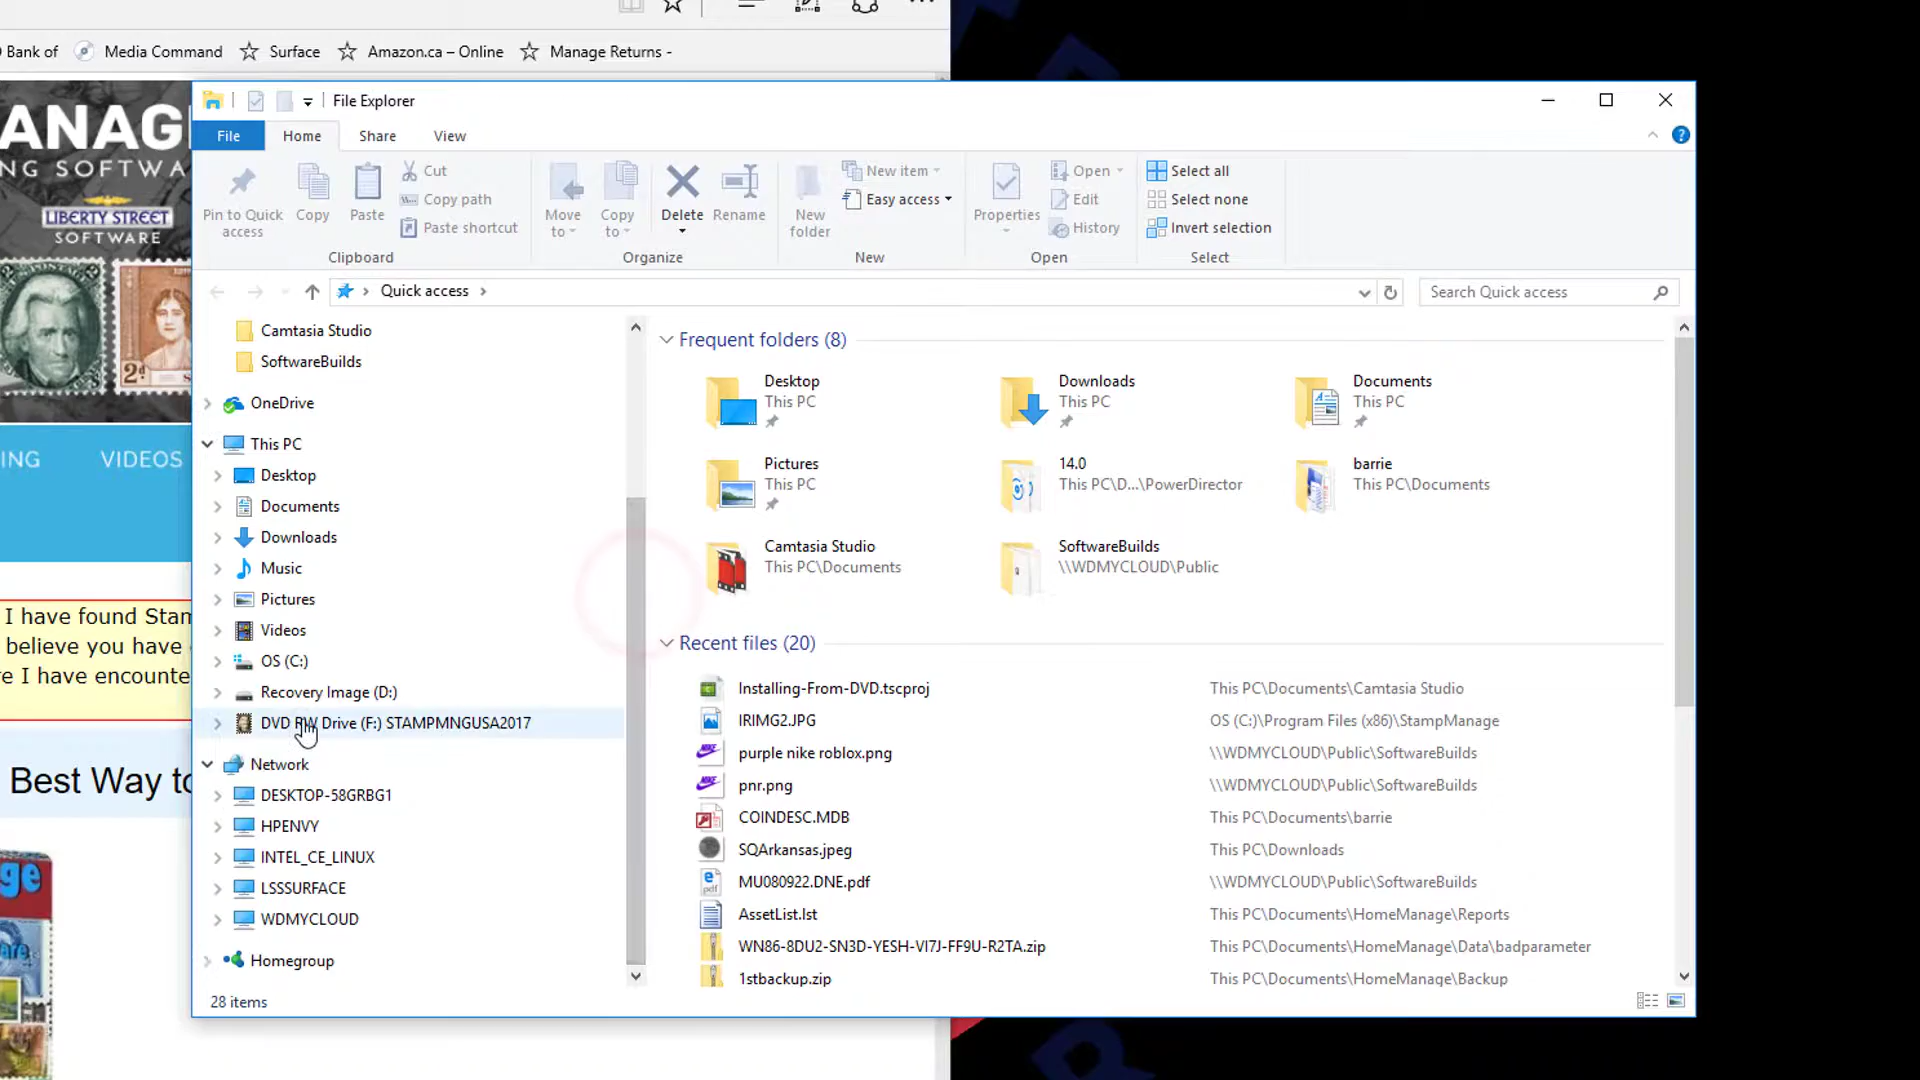 Bank of
Media Command
Surface
Amazon.ca – Online
Manage Returns -
ANAG
NG SOFTWAR
LIBERTY STREET
SOFTWARE
2d
ING
VIDEOS
I have found Stam
believe you have
re I have encounte
Best Way to
ge
are
File Explorer
File
Home
Share
View
Pin to Quick
access
Copy
Paste
Cut
Copy path
Paste shortcut
Clipboard
Move
to
Copy
to
Delete
Rename
Organize
New
folder
New item
Easy access
New
Properties
Open
Edit
History
Open
Select all
Select none
Invert selection
Select
Quick access
Search Quick access
Camtasia Studio
SoftwareBuilds
OneDrive
This PC
Desktop
Documents
Downloads
Music
Pictures
Videos
OS (C:)
Recovery Image (D:)
DVD RW Drive (F:) STAMPMNGUSA2017
Network
DESKTOP-58GRBG1
HPENVY
INTEL_CE_LINUX
LSSSURFACE
WDMYCLOUD
Homegroup
28 items
Frequent folders (8)
Desktop
This PC
Downloads
This PC
Documents
This PC
Pictures
This PC
14.0
This PC\D...\PowerDirector
barrie
This PC\Documents
Camtasia Studio
This PC\Documents
SoftwareBuilds
\\WDMYCLOUD\Public
Recent files (20)
Installing-From-DVD.tscproj This PC\Documents\Camtasia Studio
IRIMG2.JPG OS (C:)\Program Files (x86)\StampManage
purple nike roblox.png \\WDMYCLOUD\Public\SoftwareBuilds
pnr.png \\WDMYCLOUD\Public\SoftwareBuilds
COINDESC.MDB This PC\Documents\barrie
SQArkansas.jpeg This PC\Downloads
MU080922.DNE.pdf \\WDMYCLOUD\Public\SoftwareBuilds
AssetList.lst This PC\Documents\HomeManage\Reports
WN86-8DU2-SN3D-YESH-VI7J-FF9U-R2TA.zip This PC\Documents\HomeManage\Data\badparameter
1stbackup.zip This PC\Documents\HomeManage\Backup